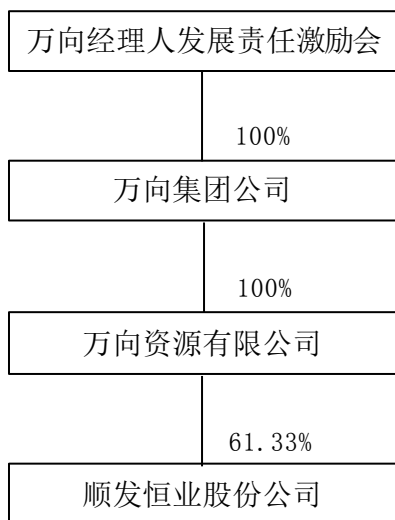 万向经理人发展责任激励会
100%
万向集团公司
100%
万向资源有限公司
61.33%
顺发恒业股份公司